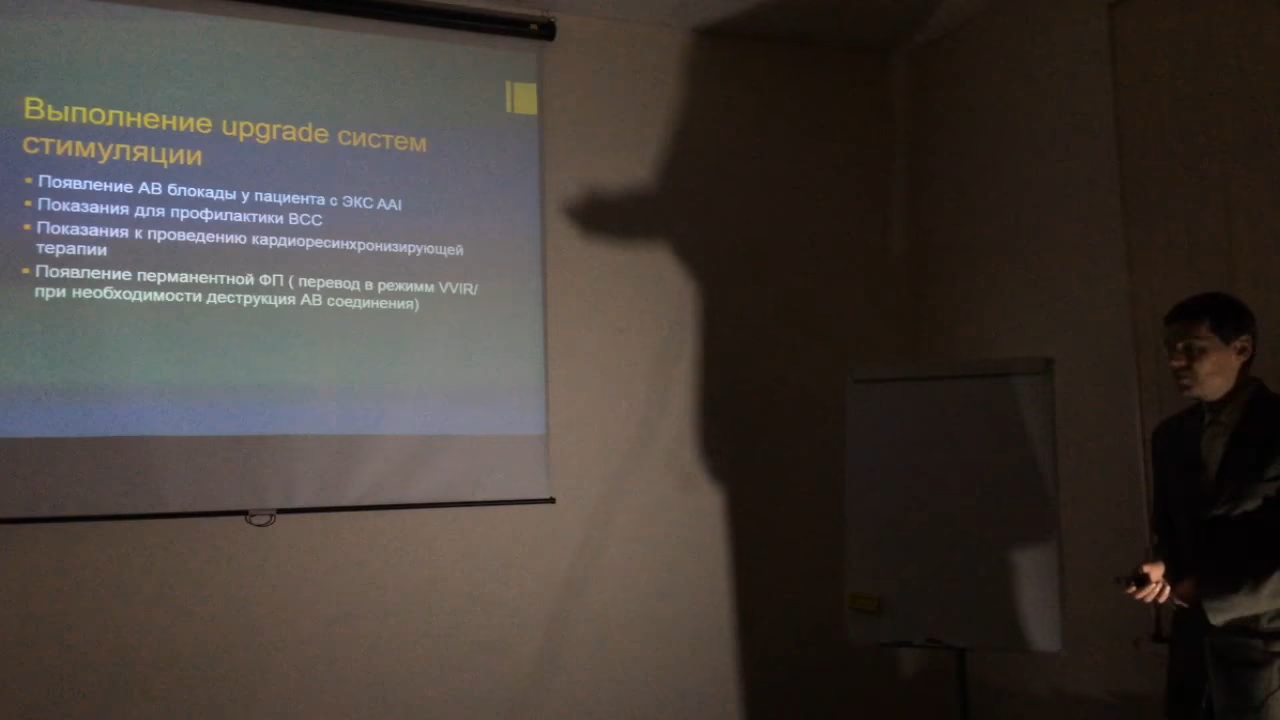 Выполнение upgrade систем
стимуляции
Появление АВ блокады у пациента с ЭКС AAI
Показания для профилактики ВСС
Показания к проведению кардиоресинхронизирующей
терапии
Появление перманентной ФП ( перевод в режимм VVIR/
при необходимости деструкция АВ соединения)